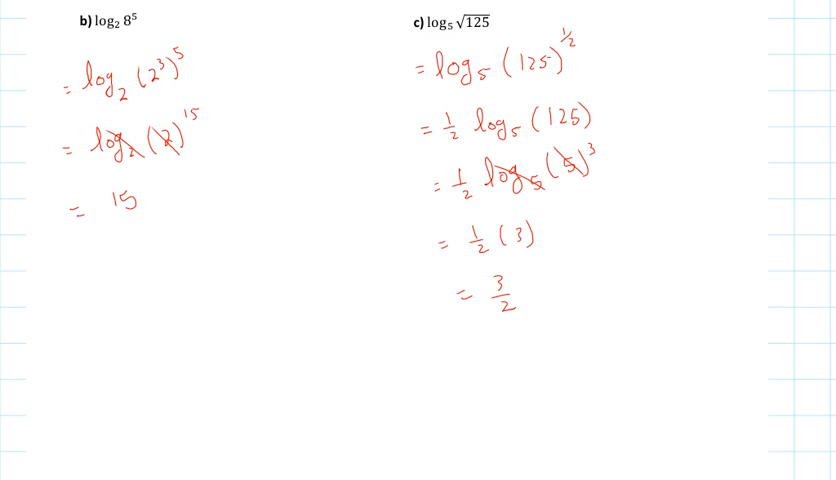 b) log₂ 8⁵
= log₂ (2³)⁵
= log₂ (2)¹⁵
= 15
c) log₅ √125
= log₅ (125)^½
= ½ log₅ (125)
= ½ log₅ (5)³
= ½ (3)
= 3/2